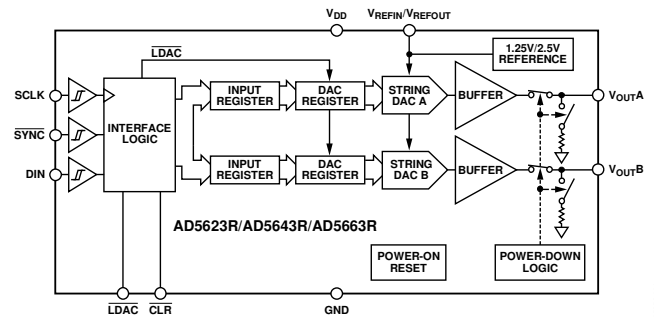 VDD
VREFIN/VREFOUT
1.25V/2.5V
REFERENCE
LDAC
SCLK
SYNC
DIN
INTERFACE
LOGIC
INPUT
REGISTER
DAC
REGISTER
STRING
DAC A
BUFFER
VOUTA
INPUT
REGISTER
DAC
REGISTER
STRING
DAC B
BUFFER
VOUTB
AD5623R/AD5643R/AD5663R
POWER-ON
RESET
POWER-DOWN
LOGIC
LDAC
CLR
GND